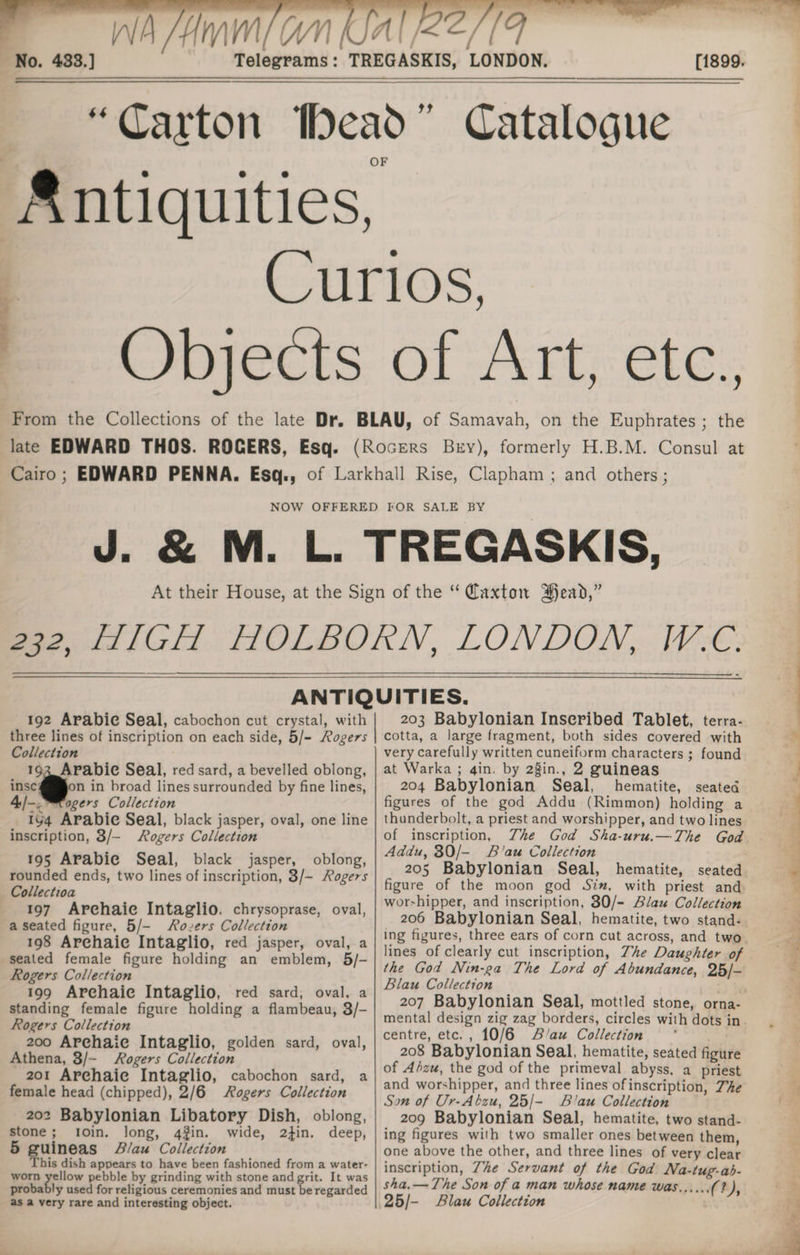 No. 433.]
Telegrams: TREGASKIS, LONDON.
[1899.
“Caxton Head” Catalogue
OF
Antiquities,
Curios,
Objects of Art, etc.,
From the Collections of the late Dr. BLAU, of Samavah, on the Euphrates; the
late EDWARD THOS. ROGERS, Esq. (ROGERS BEY), formerly H.B.M. Consul at
Cairo; EDWARD PENNA. Esq., of Larkhall Rise, Clapham; and others;
NOW OFFERED FOR SALE BY
J. & M. L. TREGASKIS,
At their House, at the Sign of the “Caxton Head,”
232, HIGH HOLBORN, LONDON, W.C.
ANTIQUITIES.
192 Arabic Seal, cabochon cut crystal, with
three lines of inscription on each side, 5/- Rogers
Collection
193 Arabic Seal, red sard, a bevelled oblong,
on in broad lines surrounded by fine lines,
4/-. Rogers Collection
194 Arabic Seal, black jasper, oval, one line
inscription, 3/- Rogers Collection
195 Arabic Seal, black jasper, oblong,
rounded ends, two lines of inscription, 3/- Rogers
Collection
197 Archaic Intaglio. chrysoprase, oval,
a seated figure, 5/- Rogers Collection
198 Archaic Intaglio, red jasper, oval, a
seated female figure holding an emblem, 5/-
Rogers Collection
199 Archaic Intaglio, red sard, oval, a
standing female figure holding a flambeau, 3/-
Rogers Collection
200 Archaic Intaglio, golden sard, oval,
Athena, 3/- Rogers Collection
201 Archaic Intaglio, cabochon sard, a
female head (chipped), 2/6 Rogers Collection
202 Babylonian Libatory Dish, oblong,
stone; 10in. long, 4¾in. wide, 2¼in. deep,
5 guineas Blau Collection
This dish appears to have been fashioned from a water-
worn yellow pebble by grinding with stone and grit. It was
probably used for religious ceremonies and must be regarded
as a very rare and interesting object.
203 Babylonian Inscribed Tablet, terra-
cotta, a large fragment, both sides covered with
very carefully written cuneiform characters; found
at Warka; 4in. by 2¾in., 2 guineas
204 Babylonian Seal, hematite, seated
figures of the god Addu (Rimmon) holding a
thunderbolt, a priest and worshipper, and two lines
of inscription, The God Sha-uru.—The God
Addu, 30/- Blau Collection
205 Babylonian Seal, hematite, seated
figure of the moon god Sin, with priest and
worshipper, and inscription, 30/- Blau Collection
206 Babylonian Seal, hematite, two stand-
ing figures, three ears of corn cut across, and two
lines of clearly cut inscription, The Daughter of
the God Nin-ga The Lord of Abundance, 25/-
Blau Collection
207 Babylonian Seal, mottled stone, orna-
mental design zig zag borders, circles with dots in
centre, etc., 10/6 Blau Collection
208 Babylonian Seal, hematite, seated figure
of Abzu, the god of the primeval abyss, a priest
and worshipper, and three lines of inscription, The
Son of Ur-Abzu, 25/- Blau Collection
209 Babylonian Seal, hematite, two stand-
ing figures with two smaller ones between them,
one above the other, and three lines of very clear
inscription, The Servant of the God Na-tug-ab-
sha.—The Son of a man whose name was......(?),
25/- Blau Collection